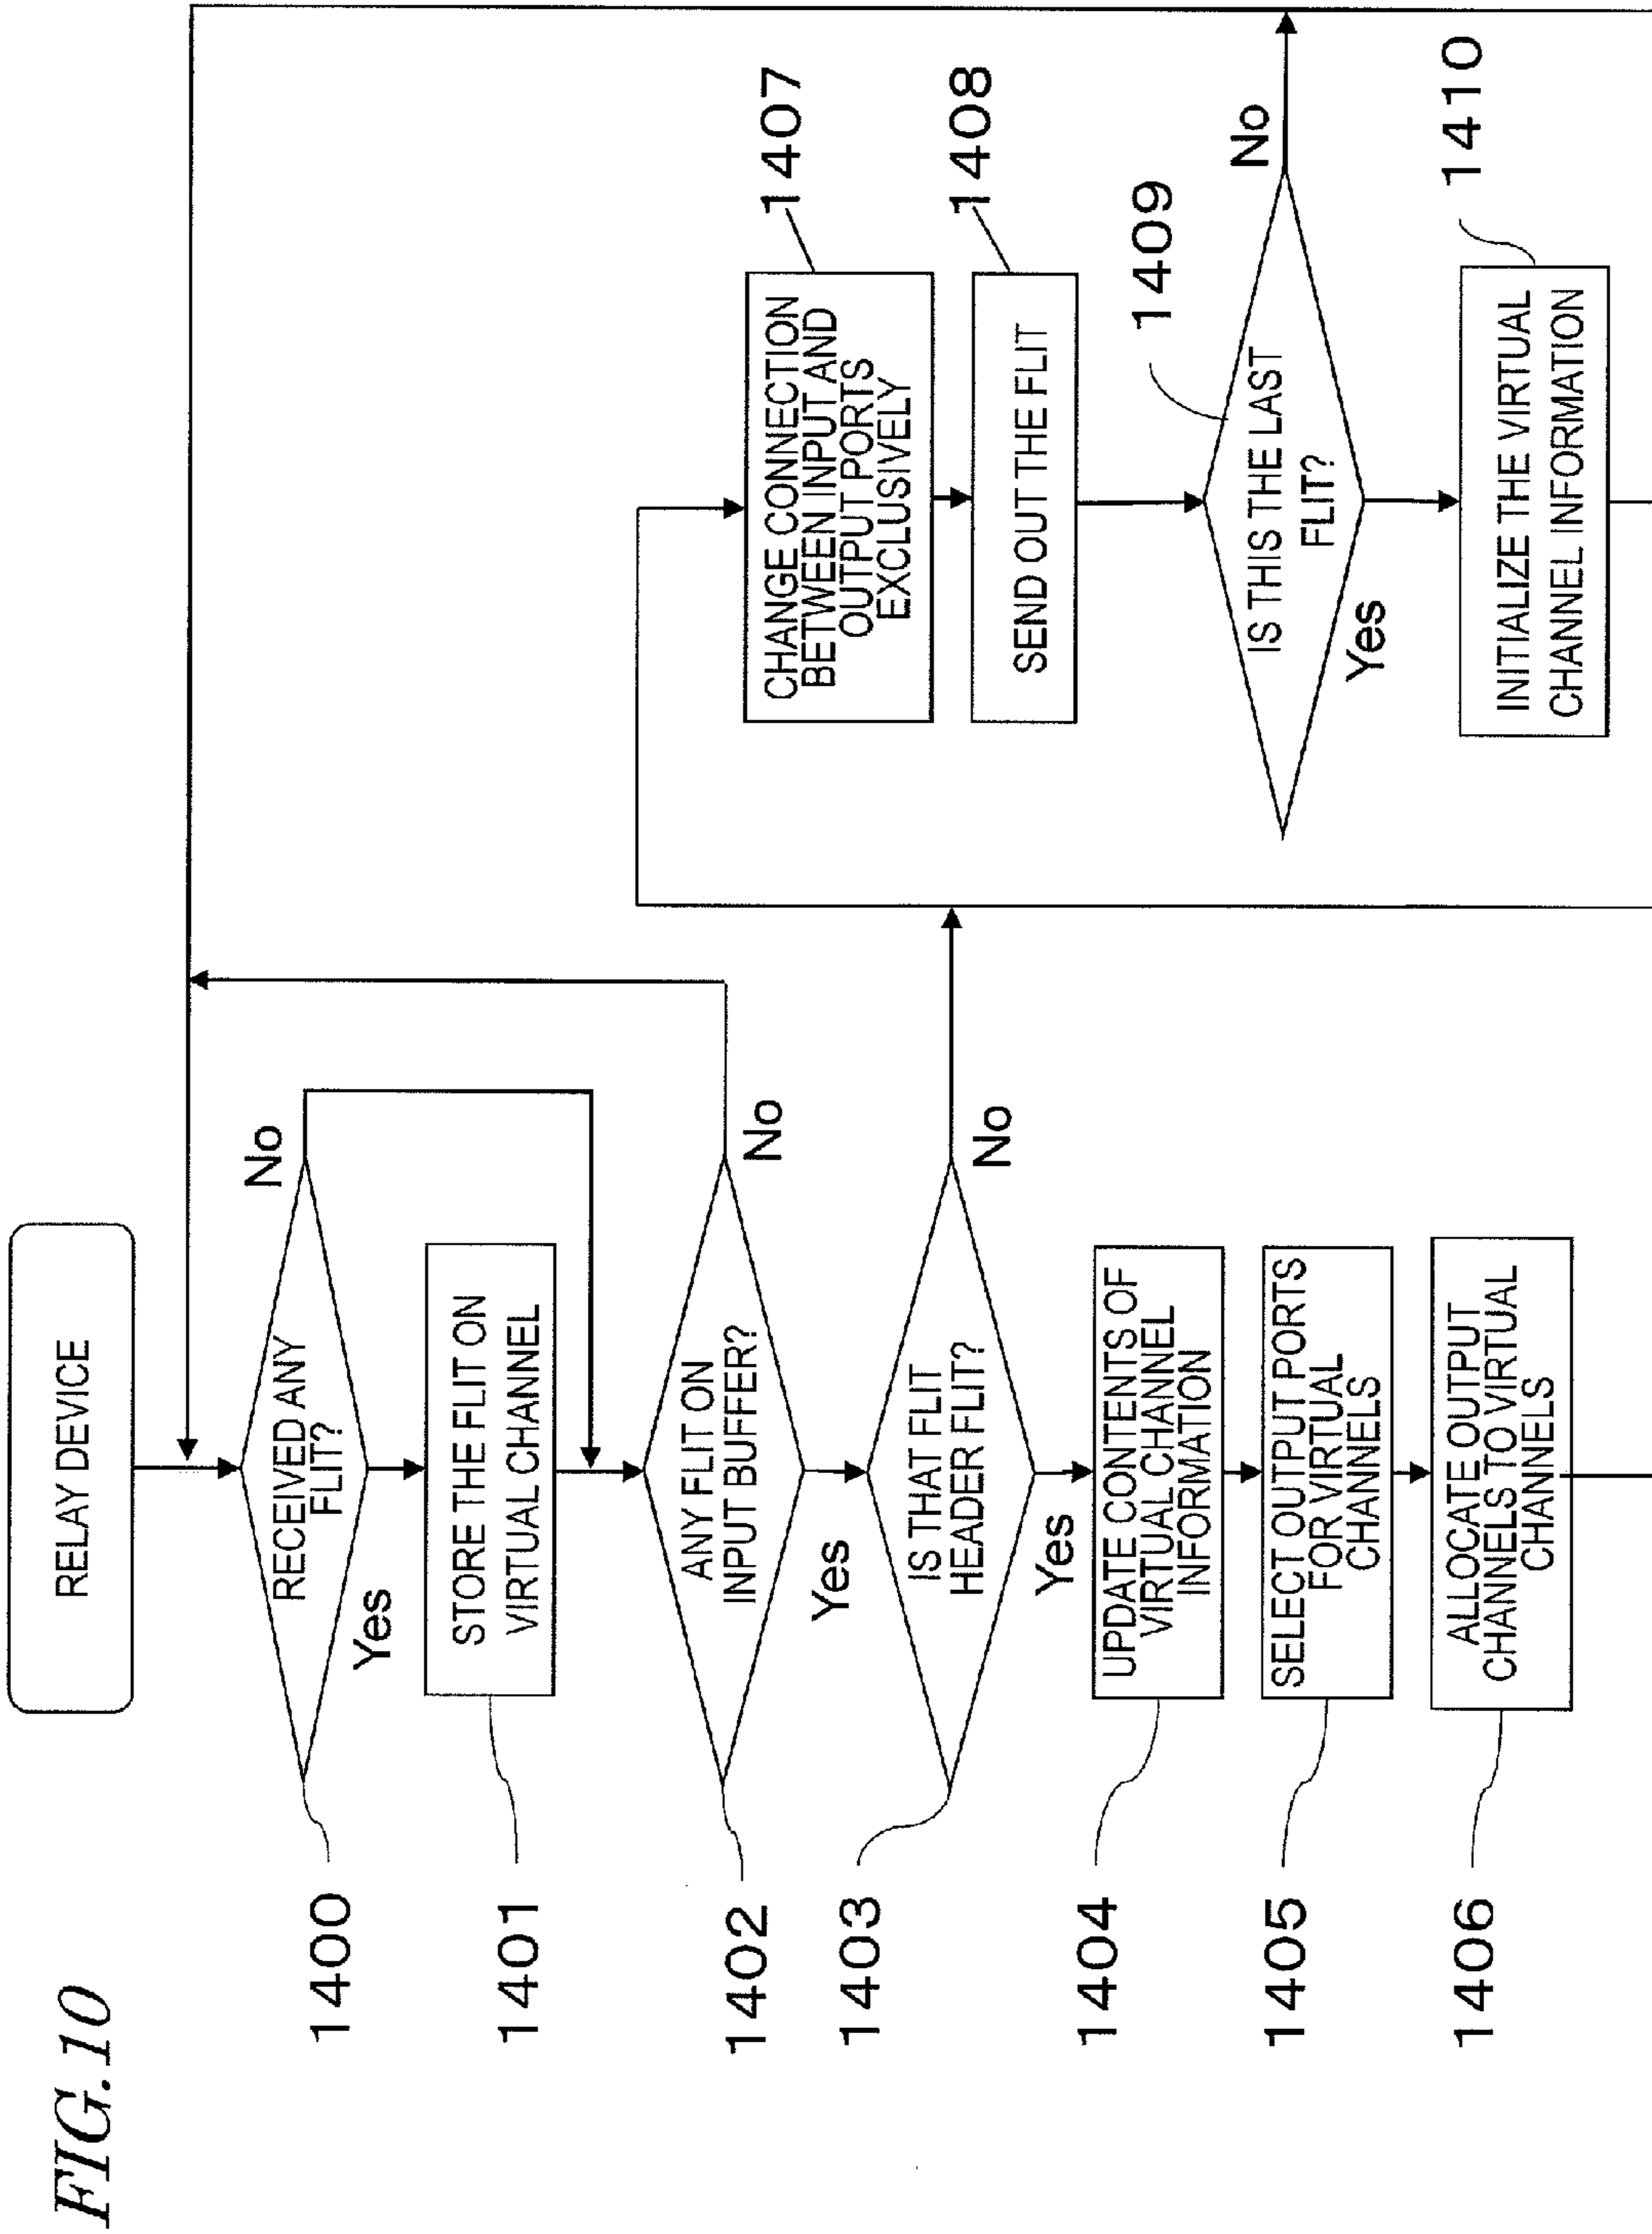 FIG.10
RELAY DEVICE
1400
RECEIVED ANY
FLIT?
No
Yes
1401
STORE THE FLIT ON
VIRTUAL CHANNEL
1402
ANY FLIT ON
INPUT BUFFER?
No
Yes
1403
IS THAT FLIT
HEADER FLIT?
No
Yes
1404
UPDATE CONTENTS OF
VIRTUAL CHANNEL
INFORMATION
1405
SELECT OUTPUT PORTS
FOR VIRTUAL
CHANNELS
1406
ALLOCATE OUTPUT
CHANNELS TO VIRTUAL
CHANNELS
1407
CHANGE CONNECTION
BETWEEN INPUT AND
OUTPUT PORTS
EXCLUSIVELY
1408
SEND OUT THE FLIT
1409
IS THIS THE LAST
FLIT?
No
Yes
1410
INITIALIZE THE VIRTUAL
CHANNEL INFORMATION